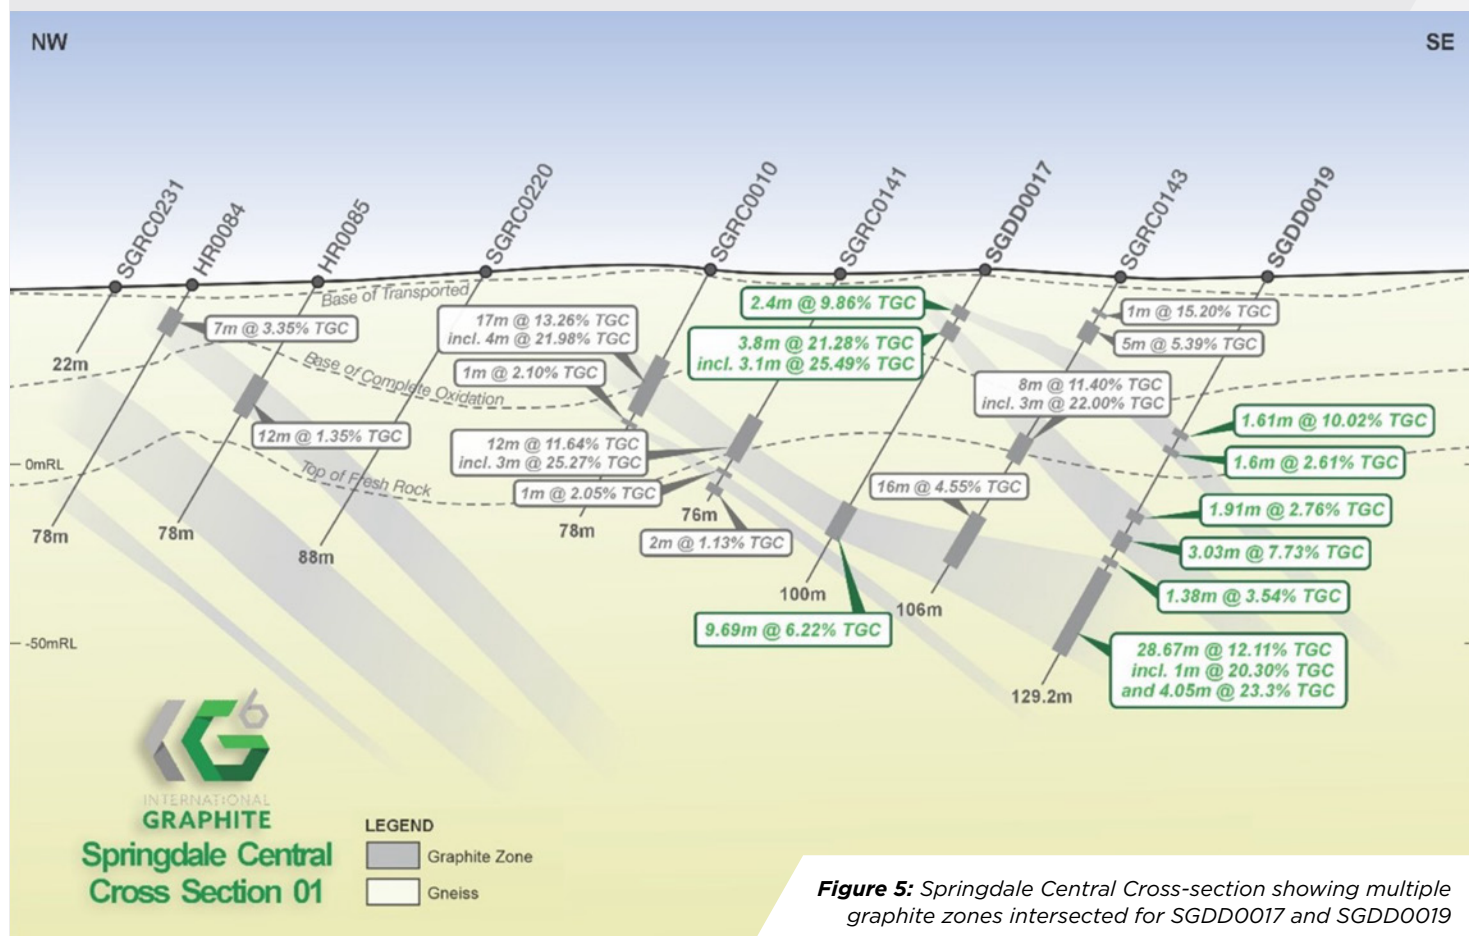 NW
SE
SGRC0231
HR0084
HR0085
SGRC0220
SGRC0010
SGRC0141
SGDD0017
SGRC0143
SGDD0019
Base of Transported
2.4m @ 9.86% TGC
1m @ 15.20% TGC
17m @ 13.26% TGC
incl. 4m @ 21.98% TGC
7m @ 3.35% TGC
3.8m @ 21.28% TGC
incl. 3.1m @ 25.49% TGC
5m @ 5.39% TGC
22m
Base of Complete Oxidation
1m @ 2.10% TGC
8m @ 11.40% TGC
incl. 3m @ 22.00% TGC
1.61m @ 10.02% TGC
12m @ 1.35% TGC
12m @ 11.64% TGC
incl. 3m @ 25.27% TGC
0mRL
1.6m @ 2.61% TGC
Top of Fresh Rock
1m @ 2.05% TGC
16m @ 4.55% TGC
1.91m @ 2.76% TGC
78m
78m
88m
78m
76m
2m @ 1.13% TGC
3.03m @ 7.73% TGC
100m
106m
1.38m @ 3.54% TGC
9.69m @ 6.22% TGC
-50mRL
28.67m @ 12.11% TGC
incl. 1m @ 20.30% TGC
and 4.05m @ 23.3% TGC
129.2m
G6
INTERNATIONAL
GRAPHITE
Springdale Central
Cross Section 01
LEGEND
Graphite Zone
Gneiss
Figure 5: Springdale Central Cross-section showing multiple
graphite zones intersected for SGDD0017 and SGDD0019